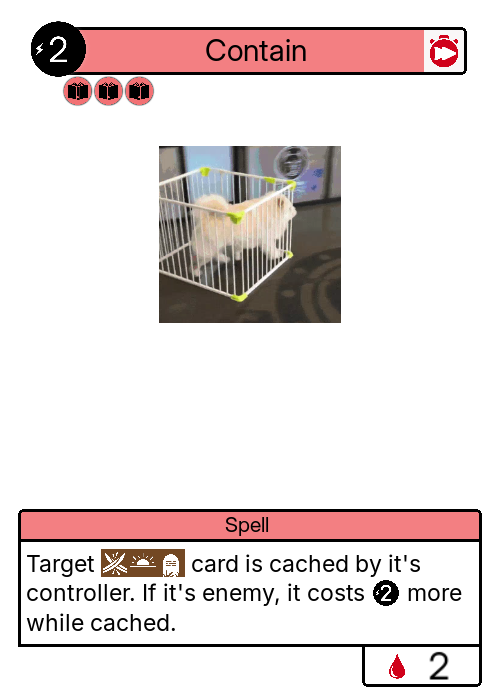 2
Contain
Spell
Target card is cached by it's
controller. If it's enemy, it costs 2 more
while cached.
2